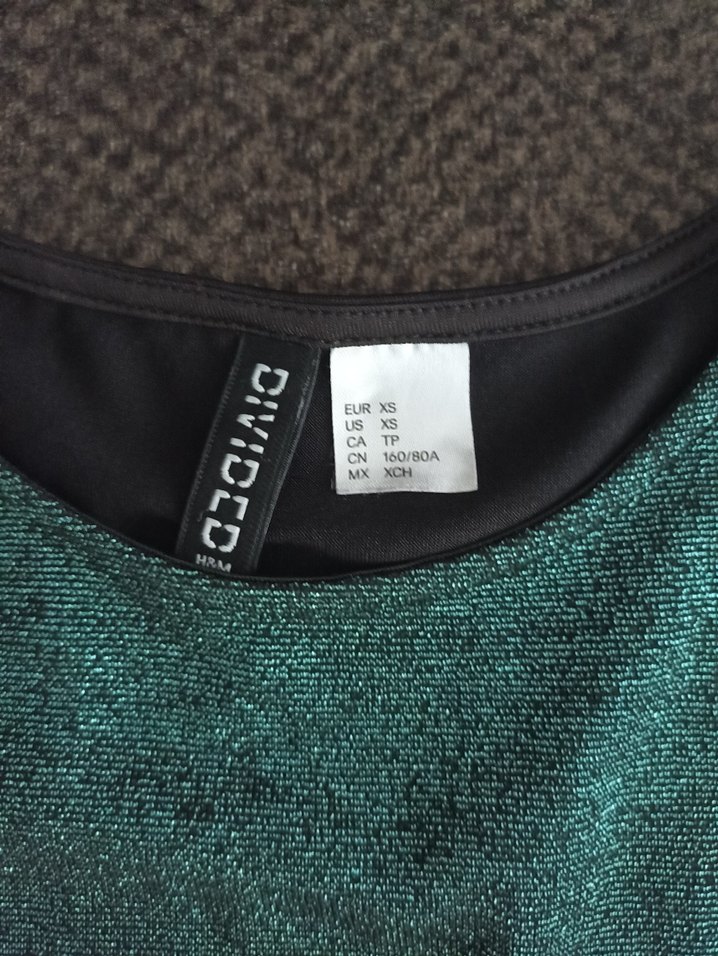 DIVIDED
H&M
EUR XS
US XS
CA TP
CN 160/80A
MX XCH